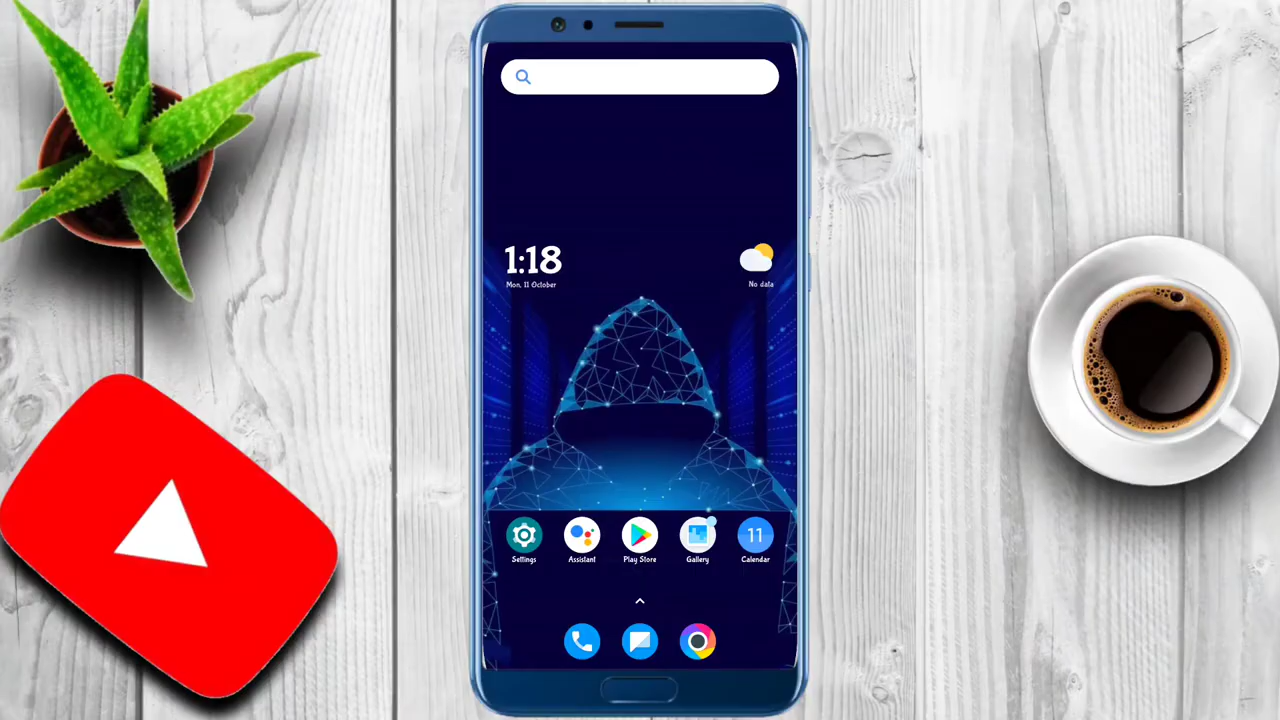 1:18
Mon, 11 October
No data
Settings
Assistant
Play Store
Gallery
11
Calendar